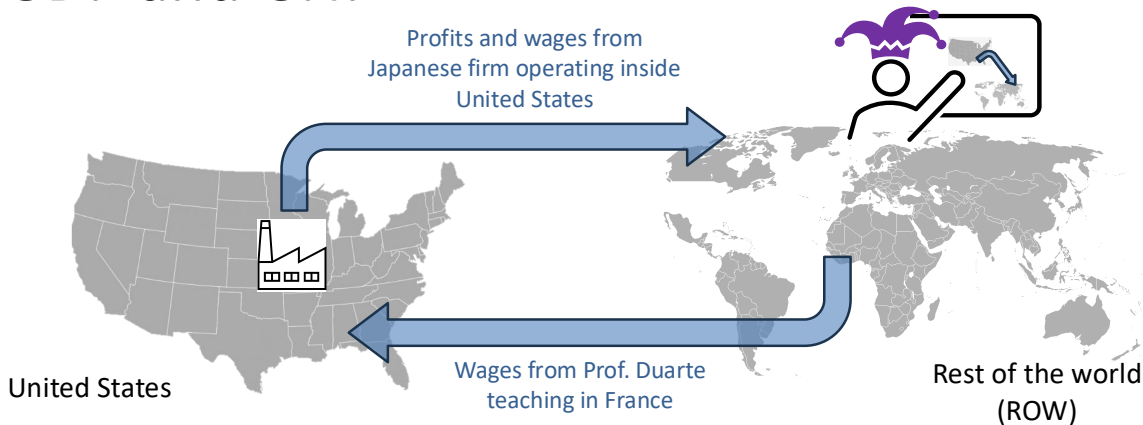 Profits and wages from
Japanese firm operating inside
United States
Wages from Prof. Duarte
teaching in France
United States
Rest of the world
(ROW)